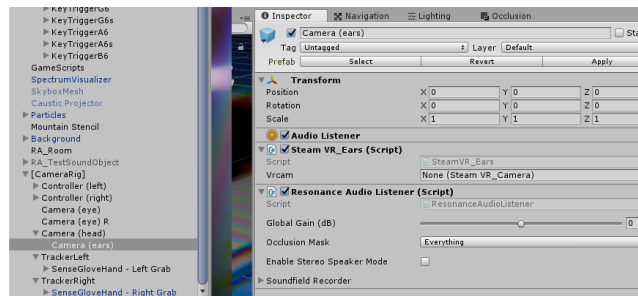 KeyTriggerG6
KeyTriggerG6s
KeyTriggerA6
KeyTriggerA6s
KeyTriggerB6
GameScripts
SpectrumVisualizer
SkyboxMesh
Caustic Projector
Particles
Mountain Stencil
Background
RA_Room
RA_TestSoundObject
[CameraRig]
Controller (left)
Controller (right)
Camera (eye)
Camera (eye) R
Camera (head)
Camera (ears)
TrackerLeft
SenseGloveHand - Left Grab
TrackerRight
SenseGloveHand - Right Grab
Inspector Navigation Lighting Occlusion
Camera (ears) Sta
Tag Untagged Layer Default
Prefab Select Revert Apply
Transform
Position X 0 Y 0 Z 0
Rotation X 0 Y 0 Z 0
Scale X 1 Y 1 Z 1
Audio Listener
Steam VR_Ears (Script)
Script SteamVR_Ears
Vrcam None (Steam VR_Camera)
Resonance Audio Listener (Script)
Script ResonanceAudioListener
Global Gain (dB) 0
Occlusion Mask Everything
Enable Stereo Speaker Mode
Soundfield Recorder